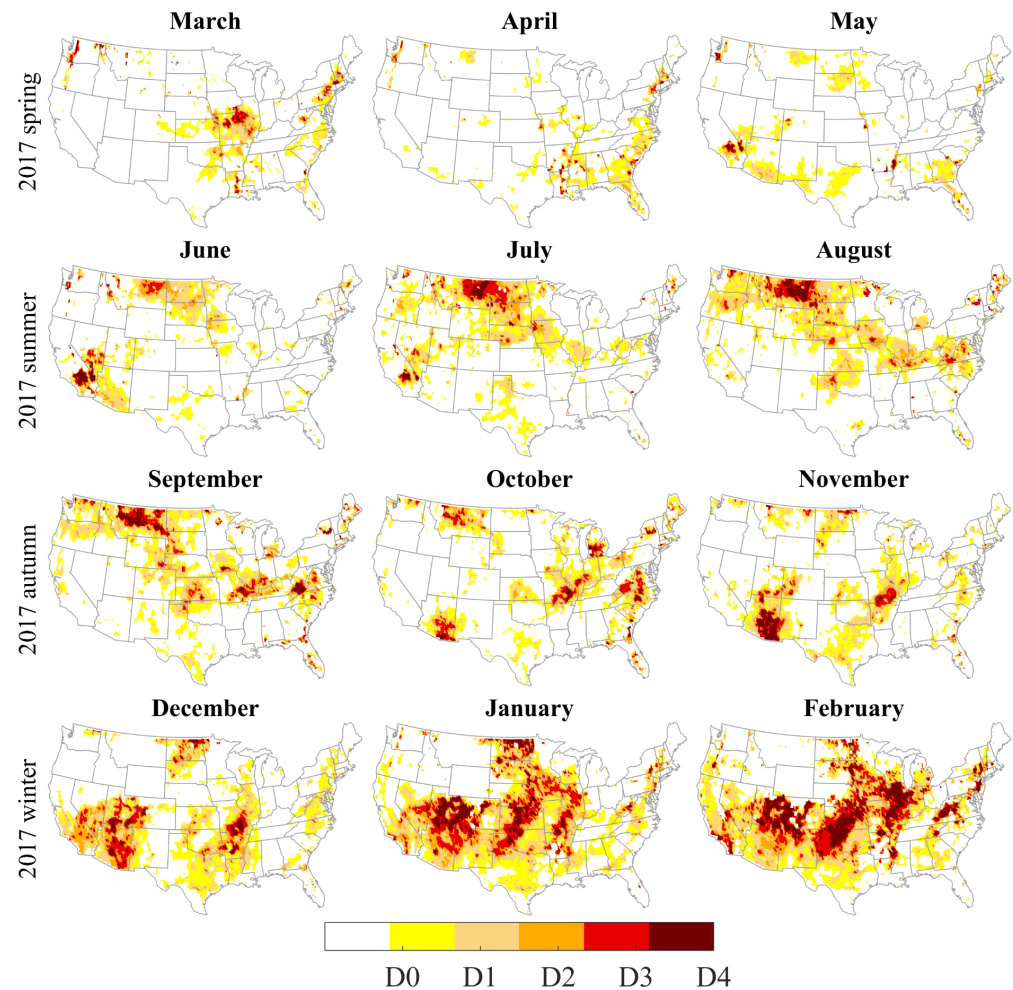 March April May
2017 spring
June July August
2017 summer
September October November
2017 autumn
December January February
2017 winter
D0 D1 D2 D3 D4